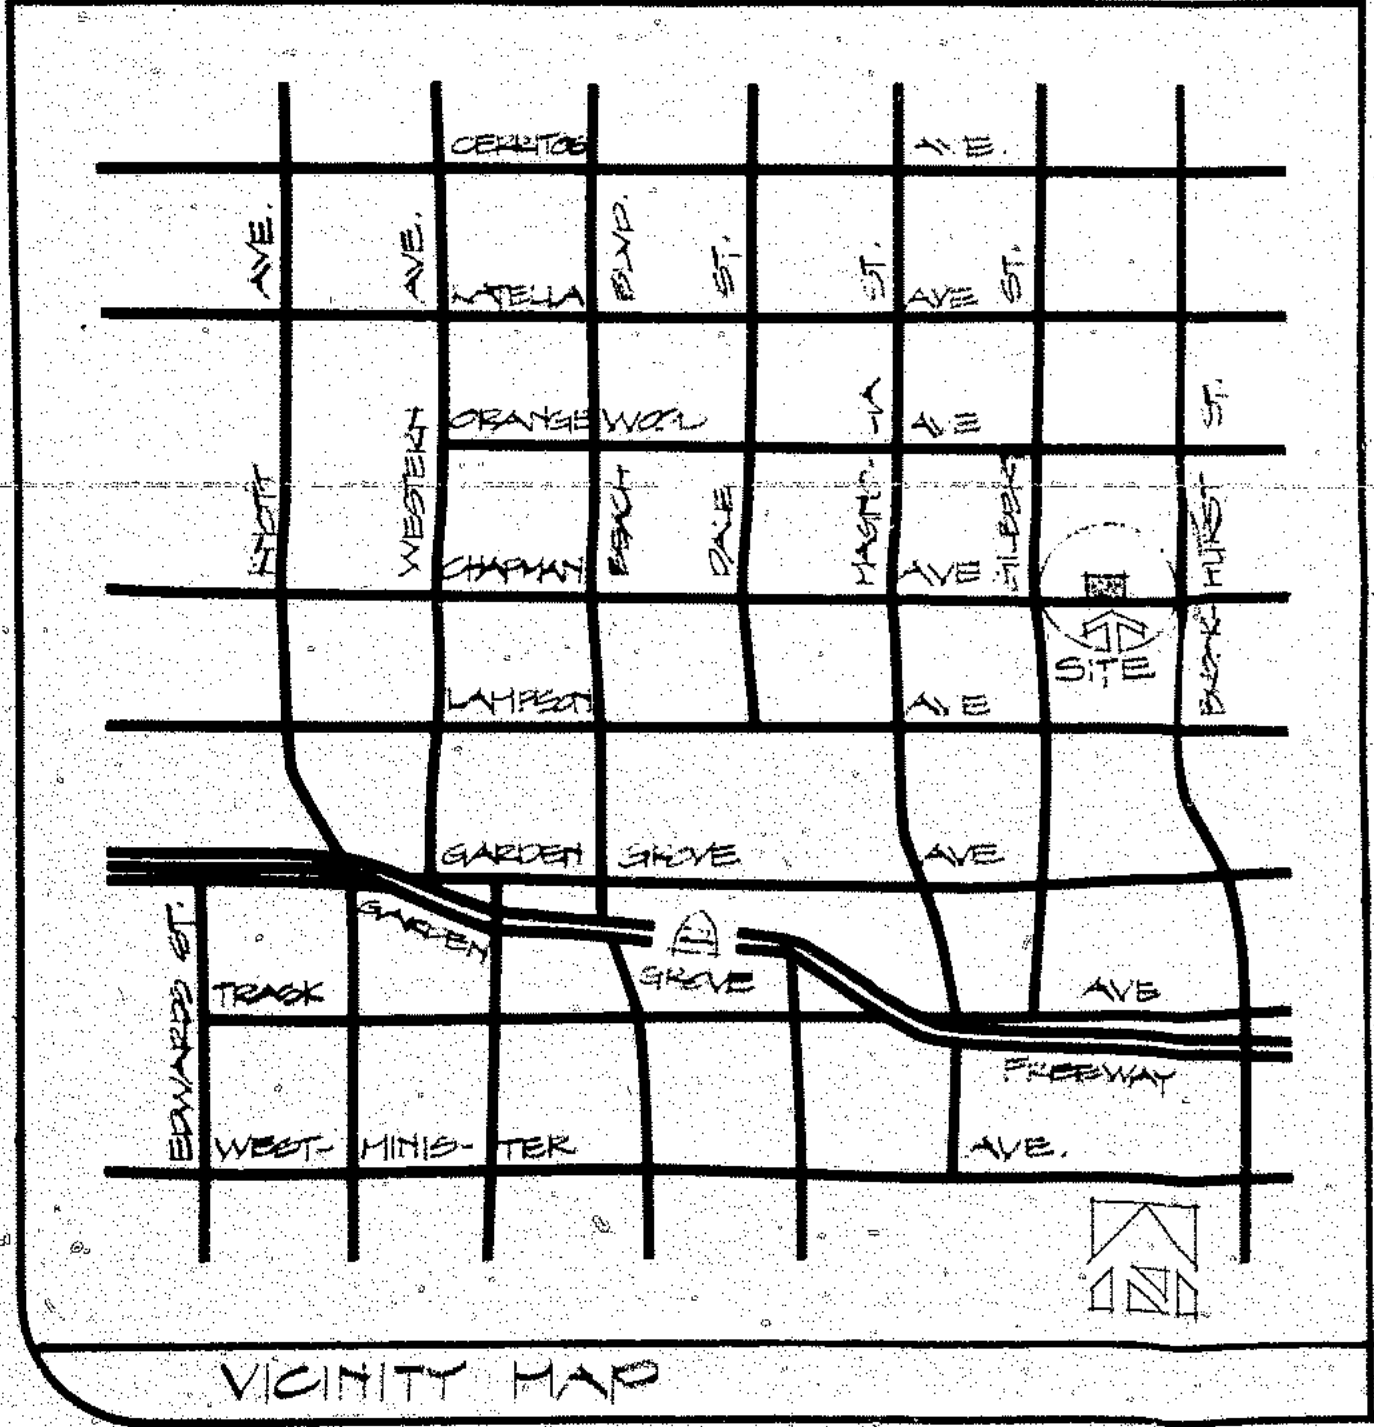 CERRITOS AVE.
KNOTT AVE.
WESTERN AVE.
BEACH BLVD.
DALE ST.
MAGNOLIA ST.
GILBERT ST.
BROOKHURST ST.
KATELLA AVE
ORANGEWOOD AVE
CHAPMAN AVE
SITE
LAMPSON AVE
GARDEN GROVE AVE
GARDEN GROVE FREEWAY
EDWARDS ST.
TRASK AVE
WEST- MINIS- TER AVE.
N
VICINITY MAP